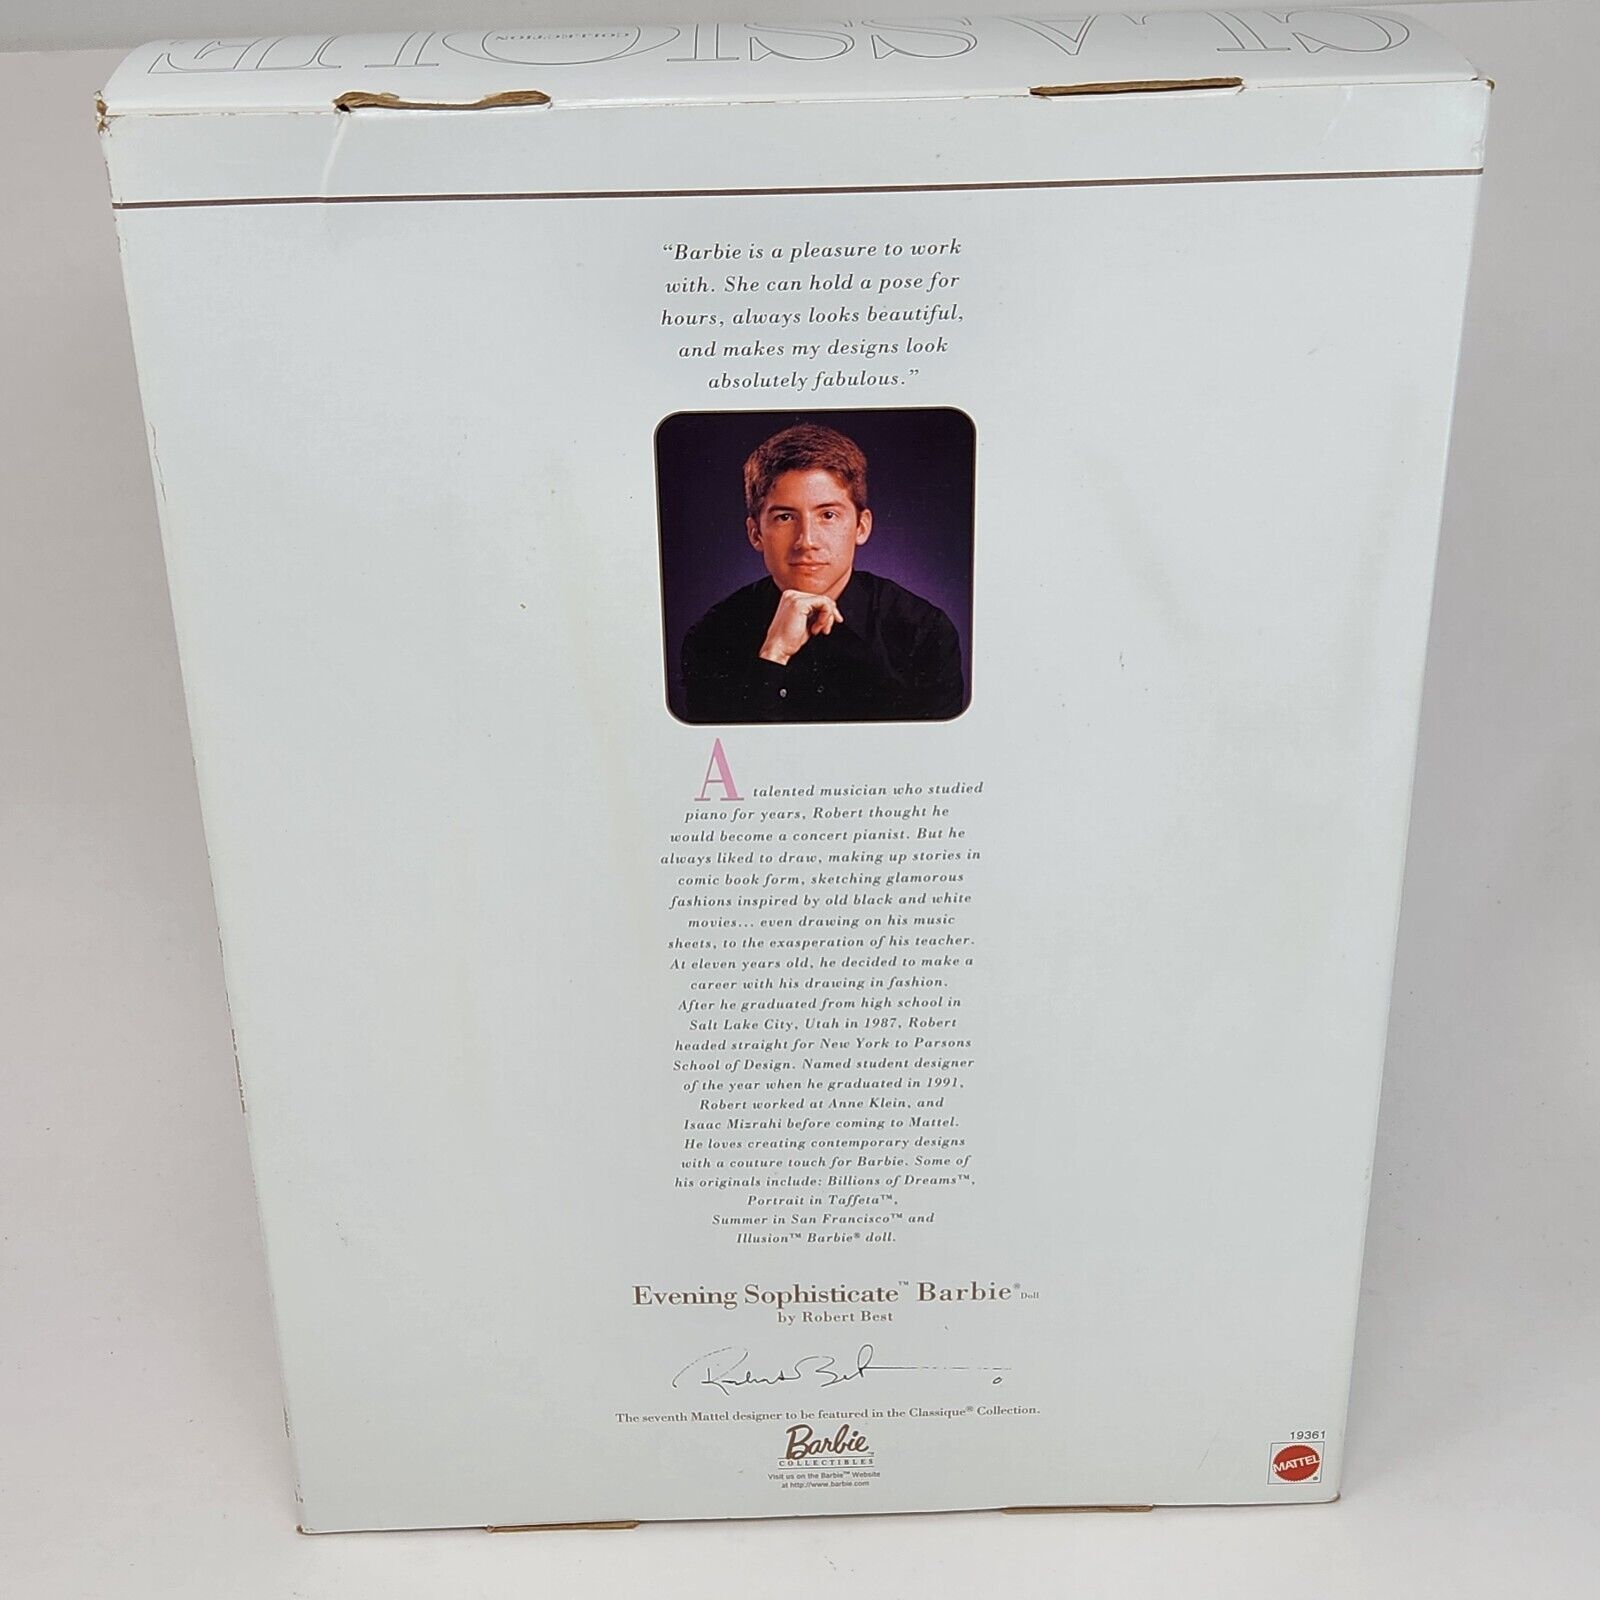 CLASSIQUE
COLLECTION
“Barbie is a pleasure to work
with. She can hold a pose for
hours, always looks beautiful,
and makes my designs look
absolutely fabulous.”
A talented musician who studied
piano for years, Robert thought he
would become a concert pianist. But he
always liked to draw, making up stories in
comic book form, sketching glamorous
fashions inspired by old black and white
movies... even drawing on his music
sheets, to the exasperation of his teacher.
At eleven years old, he decided to make a
career with his drawing in fashion.
After he graduated from high school in
Salt Lake City, Utah in 1987, Robert
headed straight for New York to Parsons
School of Design. Named student designer
of the year when he graduated in 1991,
Robert worked at Anne Klein, and
Isaac Mizrahi before coming to Mattel.
He loves creating contemporary designs
with a couture touch for Barbie. Some of
his originals include: Billions of Dreams™,
Portrait in Taffeta™,
Summer in San Francisco™ and
Illusion™ Barbie® doll.
Evening Sophisticate™ Barbie® Doll
by Robert Best
Robert Best
The seventh Mattel designer to be featured in the Classique® Collection.
Barbie™
COLLECTIBLES
Visit us on the Barbie™ Website
at http://www.barbie.com
19361
MATTEL®